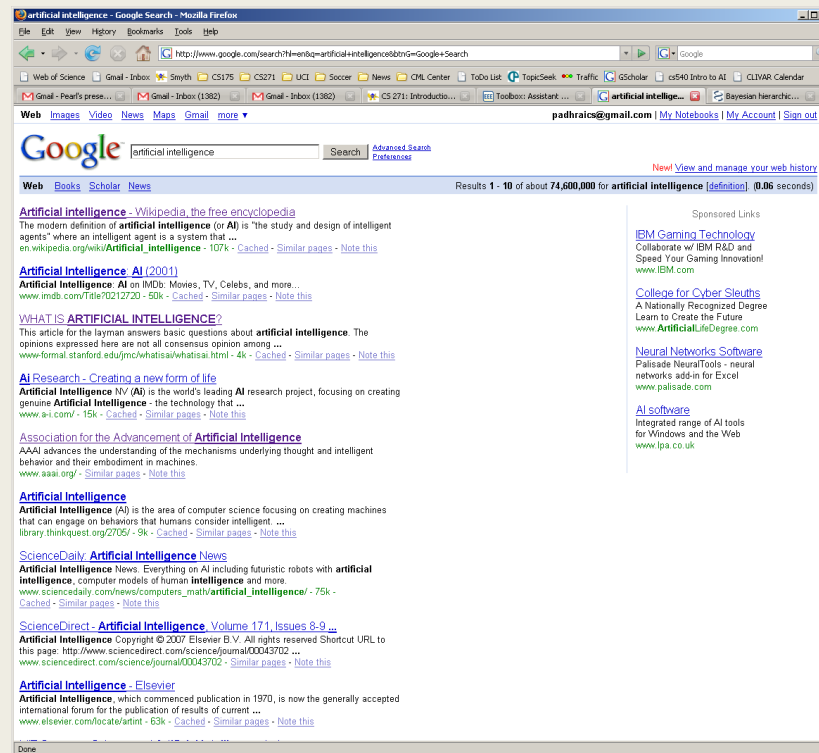 artificial intelligence - Google Search - Mozilla Firefox
File Edit View History Bookmarks Tools Help
http://www.google.com/search?hl=en&q=artificial+intelligence&btnG=Google+Search
Google
Web of Science Gmail - Inbox Smyth CS175 CS271 UCI Soccer News CML Center ToDo List TopicSeek Traffic GScholar cs540 Intro to AI CLIVAR Calendar
Gmail - Pearl's prese... Gmail - Inbox (1382) Gmail - Inbox (1382) CS 271: Introductio... Toolbox: Assistant ... artificial intellige... Bayesian hierarchic...
Web Images Video News Maps Gmail more ▼ padhraics@gmail.com | My Notebooks | My Account | Sign out
Google artificial intelligence Search Advanced Search
Preferences
New! View and manage your web history
Web Books Scholar News Results 1 - 10 of about 74,600,000 for artificial intelligence [definition]. (0.06 seconds)
Artificial intelligence - Wikipedia, the free encyclopedia
The modern definition of artificial intelligence (or AI) is "the study and design of intelligent
agents" where an intelligent agent is a system that ...
en.wikipedia.org/wiki/Artificial_intelligence - 107k - Cached - Similar pages - Note this
Artificial Intelligence: AI (2001)
Artificial Intelligence: AI on IMDb: Movies, TV, Celebs, and more...
www.imdb.com/Title?0212720 - 50k - Cached - Similar pages - Note this
WHAT IS ARTIFICIAL INTELLIGENCE?
This article for the layman answers basic questions about artificial intelligence. The
opinions expressed here are not all consensus opinion among ...
www-formal.stanford.edu/jmc/whatisai/whatisai.html - 4k - Cached - Similar pages - Note this
Ai Research - Creating a new form of life
Artificial Intelligence NV (Ai) is the world's leading AI research project, focusing on creating
genuine Artificial Intelligence - the technology that ...
www.a-i.com/ - 15k - Cached - Similar pages - Note this
Association for the Advancement of Artificial Intelligence
AAAI advances the understanding of the mechanisms underlying thought and intelligent
behavior and their embodiment in machines.
www.aaai.org/ - Similar pages - Note this
Artificial Intelligence
Artificial Intelligence (AI) is the area of computer science focusing on creating machines
that can engage on behaviors that humans consider intelligent. ...
library.thinkquest.org/2705/ - 9k - Cached - Similar pages - Note this
ScienceDaily: Artificial Intelligence News
Artificial Intelligence News. Everything on AI including futuristic robots with artificial
intelligence, computer models of human intelligence and more.
www.sciencedaily.com/news/computers_math/artificial_intelligence/ - 75k -
Cached - Similar pages - Note this
ScienceDirect - Artificial Intelligence, Volume 171, Issues 8-9 ...
Artificial Intelligence Copyright © 2007 Elsevier B.V. All rights reserved Shortcut URL to
this page: http://www.sciencedirect.com/science/journal/00043702 ...
www.sciencedirect.com/science/journal/00043702 - Similar pages - Note this
Artificial Intelligence - Elsevier
Artificial Intelligence, which commenced publication in 1970, is now the generally accepted
international forum for the publication of results of current ...
www.elsevier.com/locate/artint - 63k - Cached - Similar pages - Note this
Sponsored Links
IBM Gaming Technology
Collaborate w/ IBM R&D and
Speed Your Gaming Innovation!
www.IBM.com
College for Cyber Sleuths
A Nationally Recognized Degree
Learn to Create the Future
www.ArtificialLifeDegree.com
Neural Networks Software
Palisade NeuralTools - neural
networks add-in for Excel
www.palisade.com
AI software
Integrated range of AI tools
for Windows and the Web
www.lpa.co.uk
Done